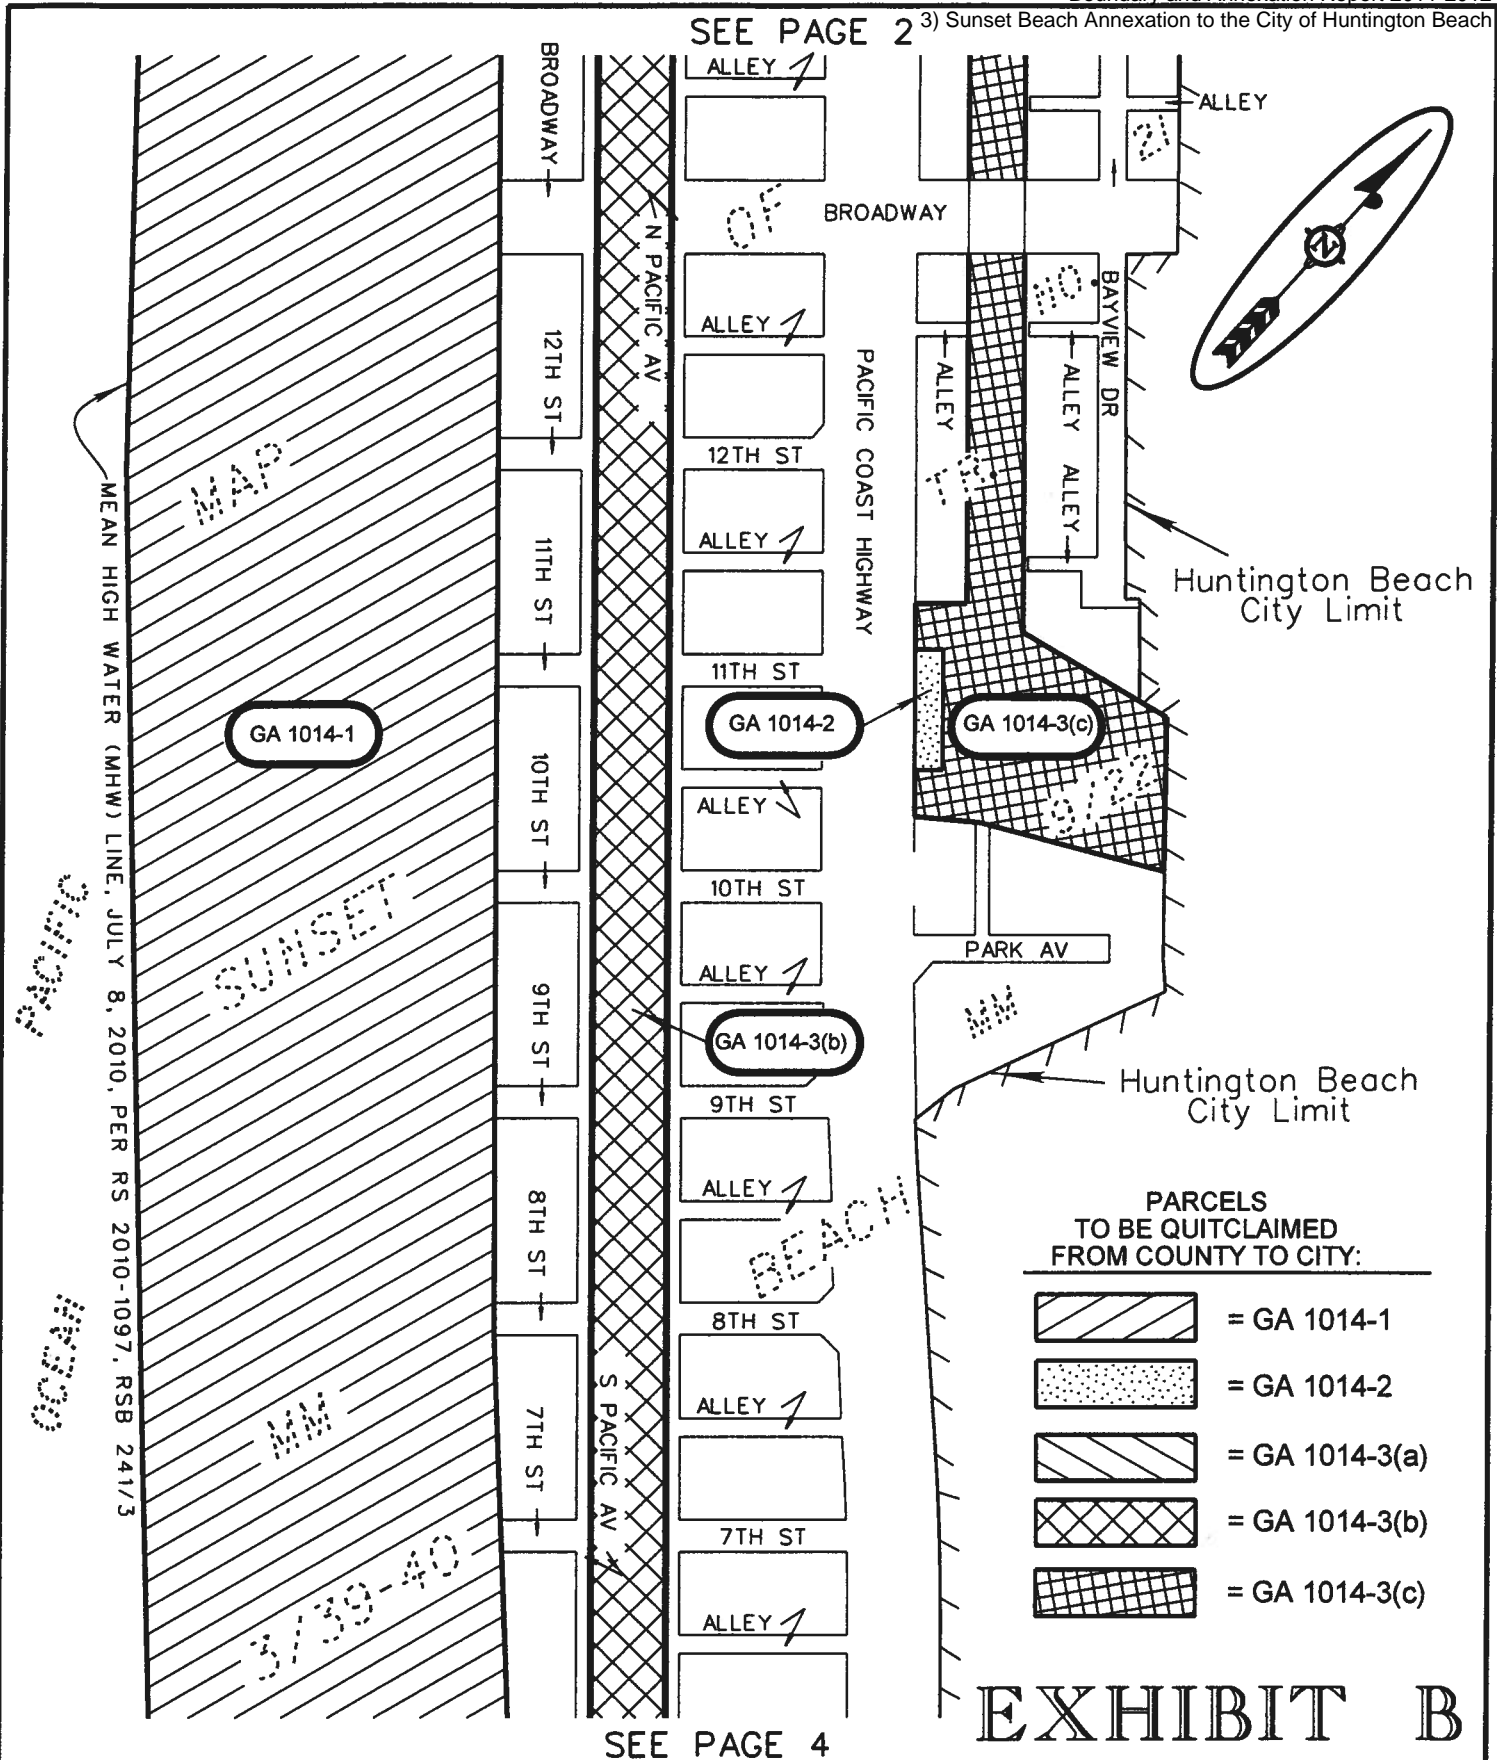 3) Sunset Beach Annexation to the City of Huntington Beach
SEE PAGE 2
BROADWAY
ALLEY
ALLEY
21
OF
BROADWAY
N PACIFIC AV
ALLEY
NO.
BAYVIEW DR
12TH ST
ALLEY
ALLEY
PACIFIC COAST HIGHWAY
MAP
12TH ST
TR.
ALLEY
MEAN HIGH WATER (MHW) LINE, JULY 8, 2010, PER RS 2010-1097, RSB 241/3
11TH ST
ALLEY
Huntington Beach
City Limit
11TH ST
GA 1014-1
GA 1014-2
GA 1014-3(c)
10TH ST
ALLEY
9/22
10TH ST
PACIFIC
SUNSET
PARK AV
9TH ST
ALLEY
MM
GA 1014-3(b)
Huntington Beach
City Limit
9TH ST
8TH ST
ALLEY
BEACH
PARCELS
TO BE QUITCLAIMED
FROM COUNTY TO CITY:
OCEAN
8TH ST
= GA 1014-1
S PACIFIC AV
= GA 1014-2
MM
7TH ST
ALLEY
= GA 1014-3(a)
7TH ST
= GA 1014-3(b)
3/39-40
= GA 1014-3(c)
ALLEY
EXHIBIT B
SEE PAGE 4